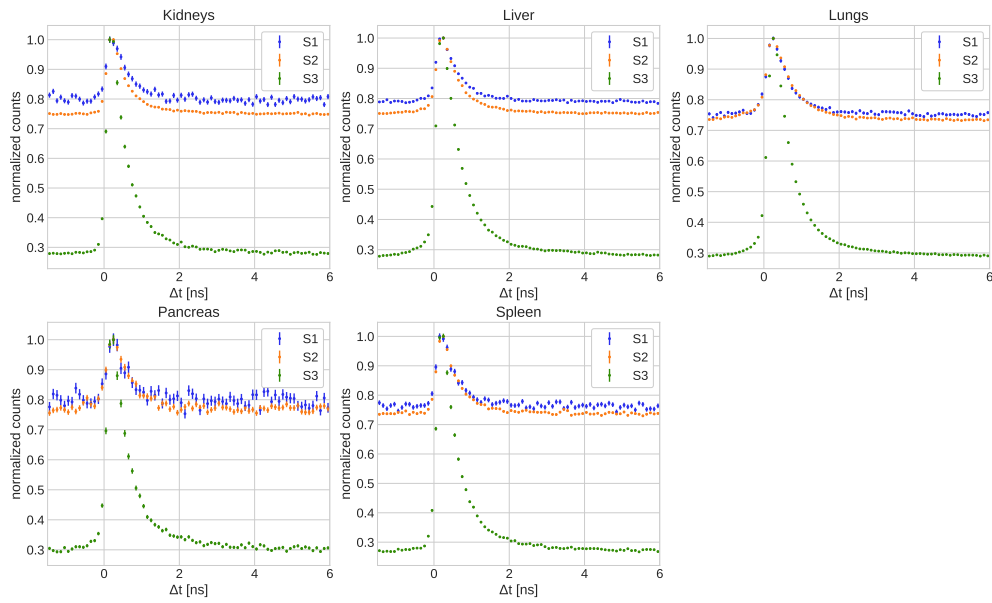 Kidneys
normalized counts
1.0
0.9
0.8
0.7
0.6
0.5
0.4
0.3
S1
S2
S3
0
2
4
6
Δt [ns]
Liver
normalized counts
1.0
0.9
0.8
0.7
0.6
0.5
0.4
0.3
S1
S2
S3
0
2
4
6
Δt [ns]
Lungs
normalized counts
1.0
0.9
0.8
0.7
0.6
0.5
0.4
0.3
S1
S2
S3
0
2
4
6
Δt [ns]
Pancreas
normalized counts
1.0
0.9
0.8
0.7
0.6
0.5
0.4
0.3
S1
S2
S3
0
2
4
6
Δt [ns]
Spleen
normalized counts
1.0
0.9
0.8
0.7
0.6
0.5
0.4
0.3
S1
S2
S3
0
2
4
6
Δt [ns]